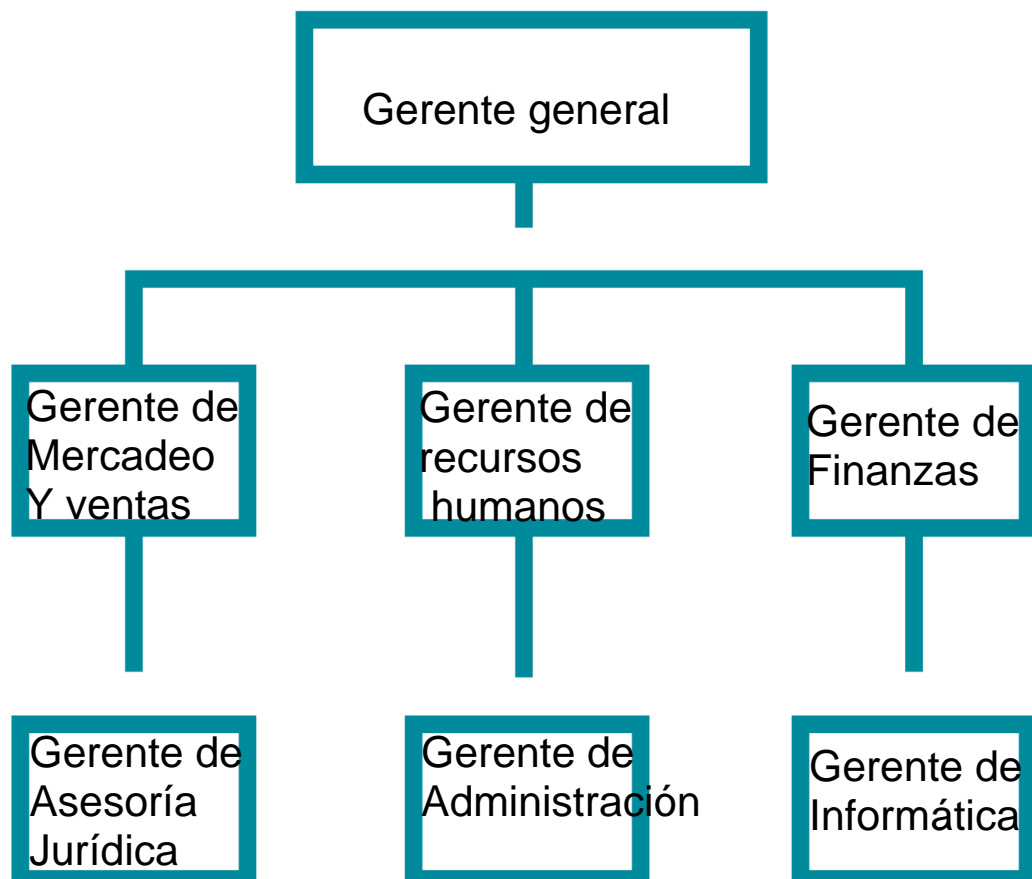 Gerente general
Gerente de
Mercadeo
Y ventas
Gerente de
recursos
humanos
Gerente de
Finanzas
Gerente de
Asesoría
Jurídica
Gerente de
Administración
Gerente de
Informática